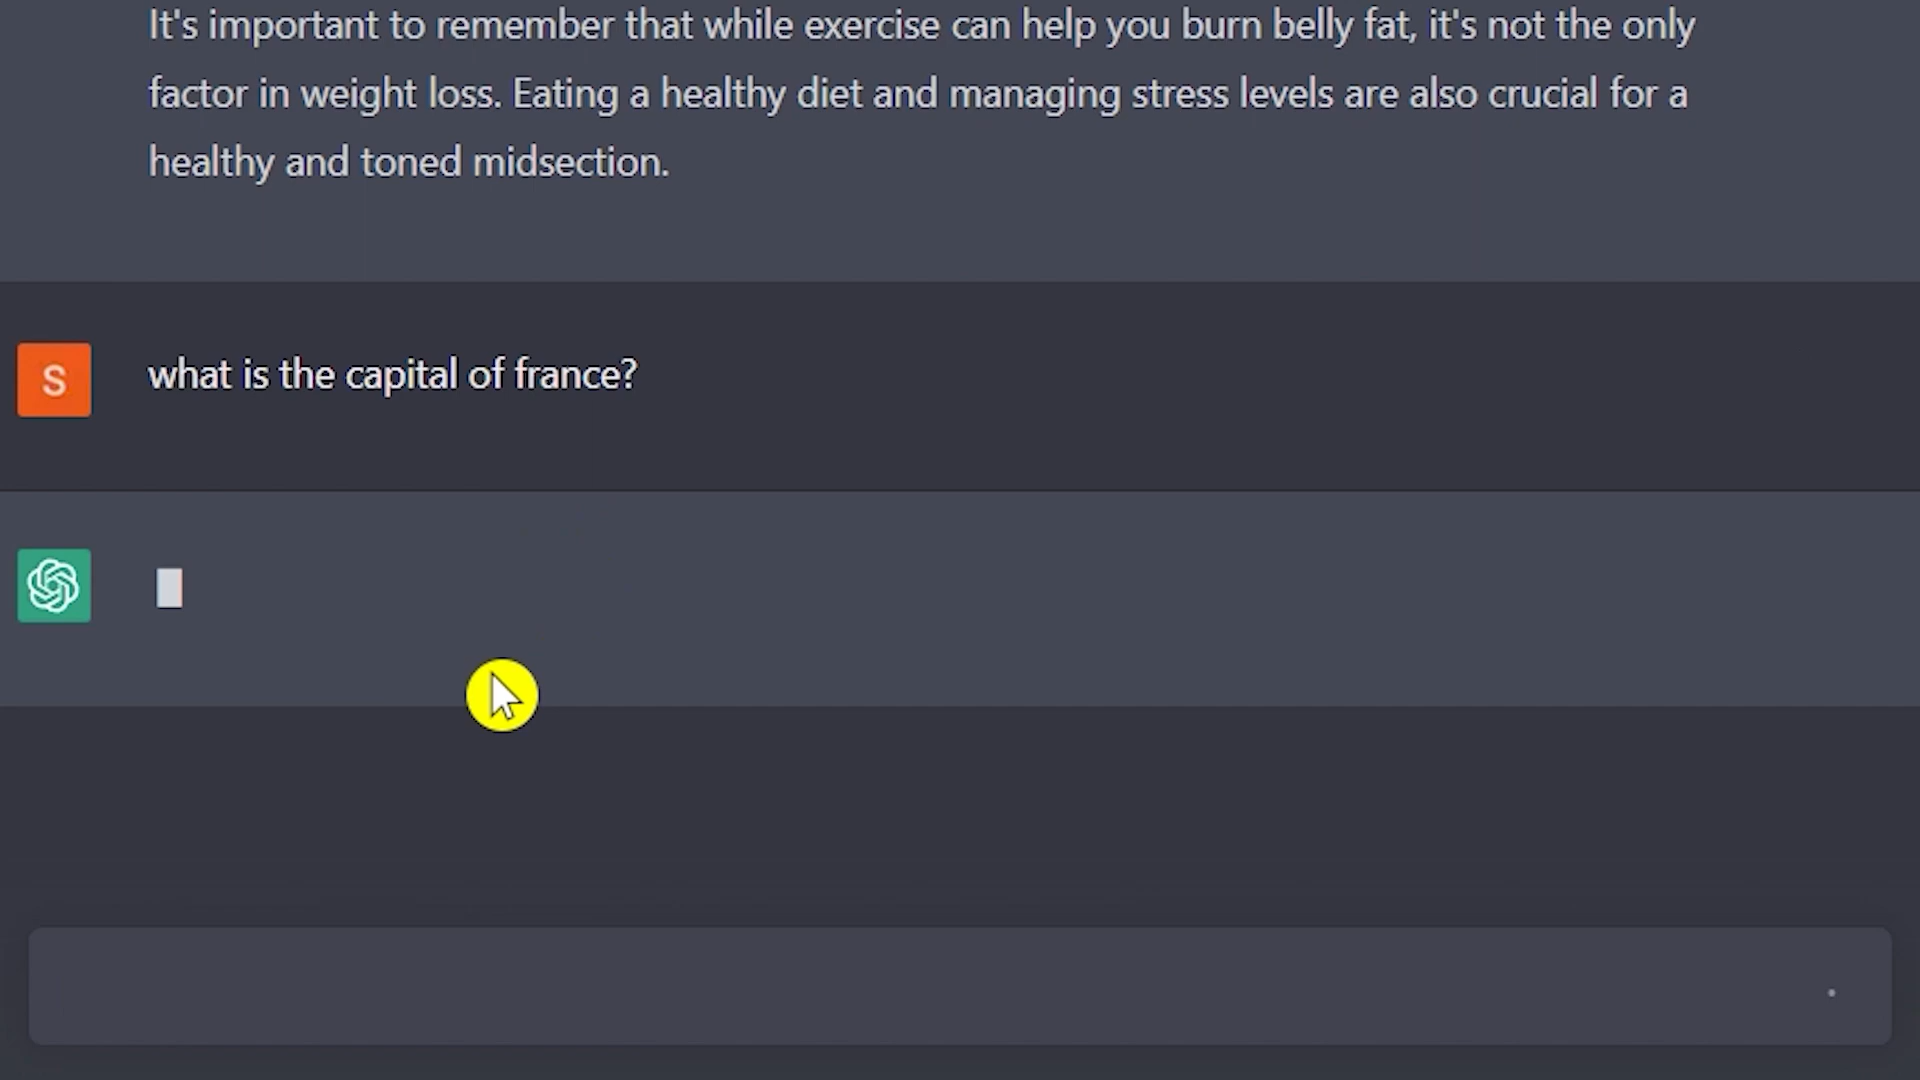 It's important to remember that while exercise can help you burn belly fat, it's not the only
factor in weight loss. Eating a healthy diet and managing stress levels are also crucial for a
healthy and toned midsection.
S
what is the capital of france?